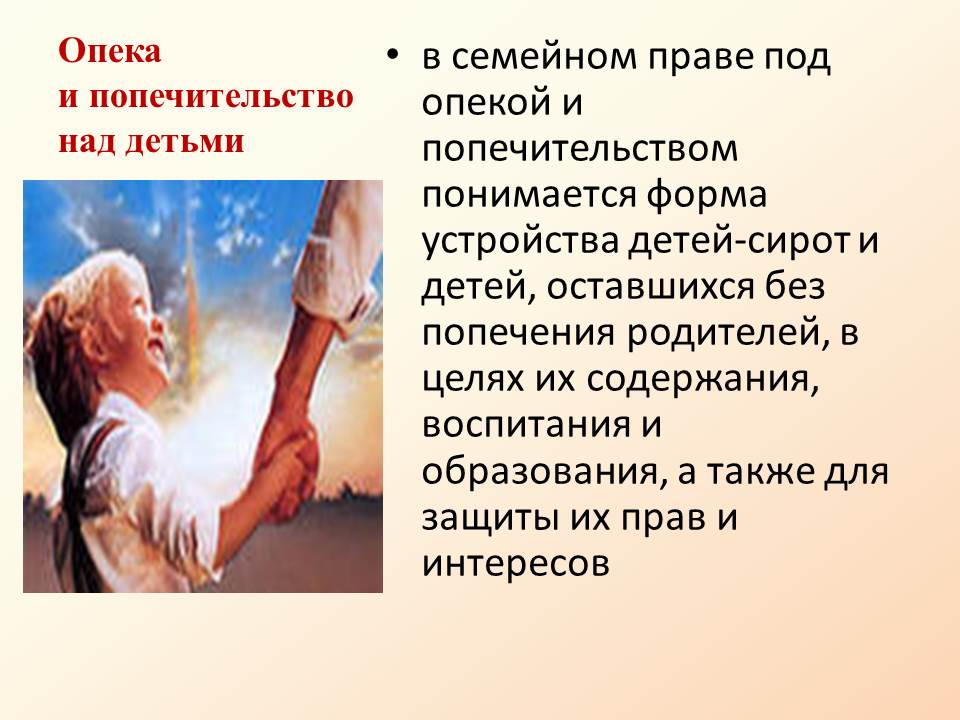 Опека
и попечительство
над детьми
• в семейном праве под
опекой и
попечительством
понимается форма
устройства детей-сирот и
детей, оставшихся без
попечения родителей, в
целях их содержания,
воспитания и
образования, а также для
защиты их прав и
интересов